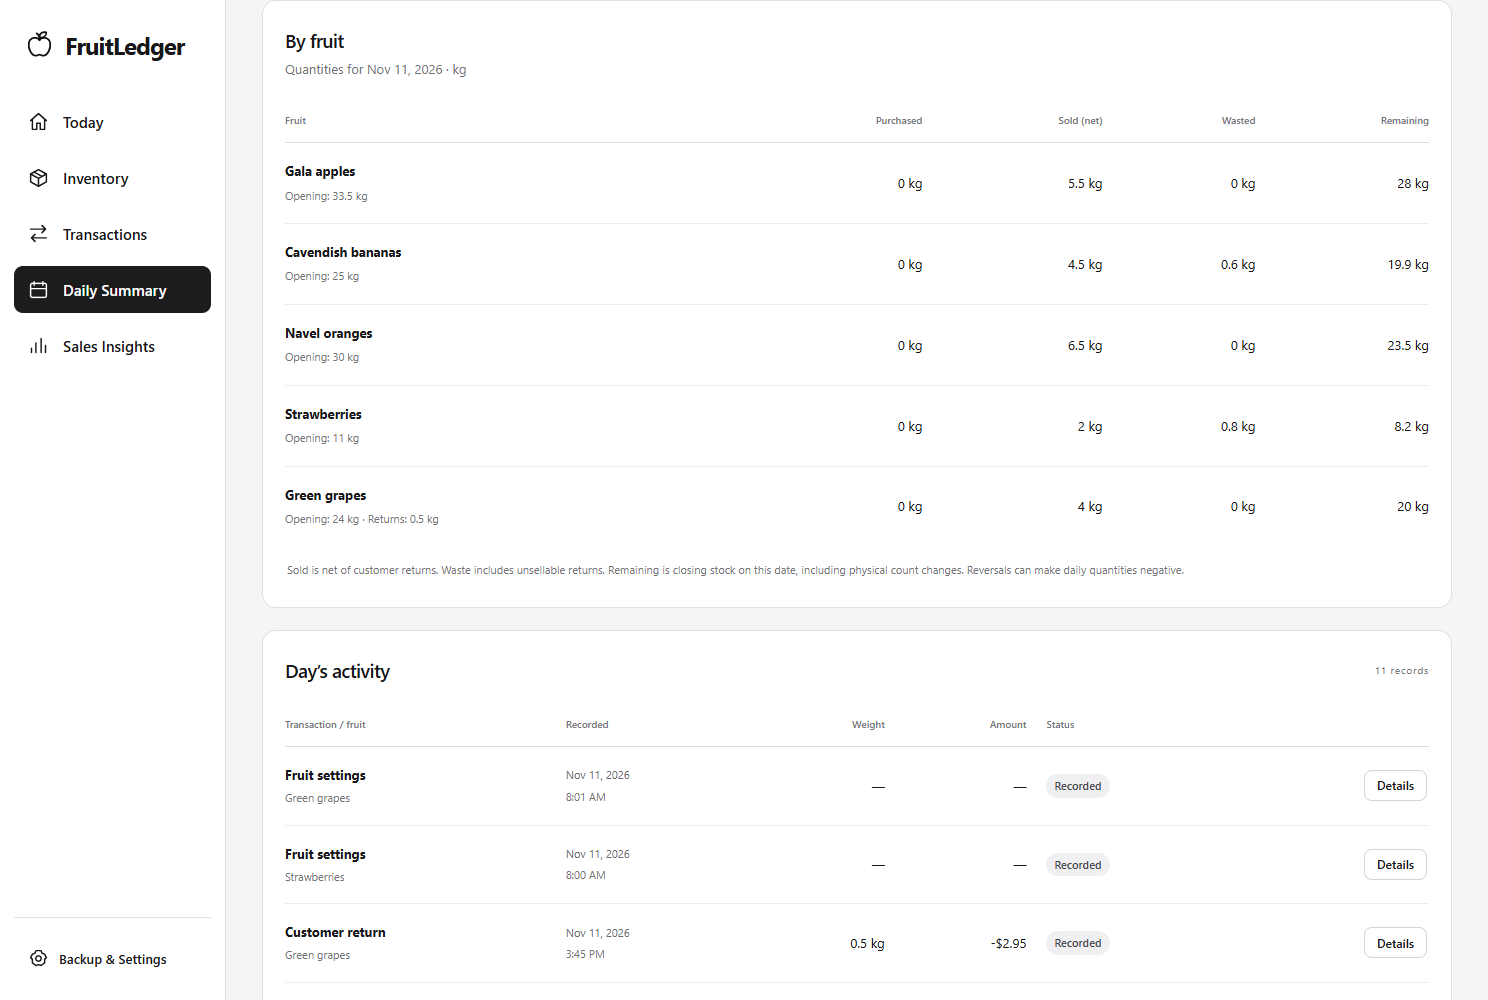 FruitLedger
Today
Inventory
Transactions
Daily Summary
Sales Insights
Backup & Settings
By fruit
Quantities for Nov 11, 2026 · kg
Fruit Purchased Sold (net) Wasted Remaining
Gala apples
Opening: 33.5 kg
0 kg 5.5 kg 0 kg 28 kg
Cavendish bananas
Opening: 25 kg
0 kg 4.5 kg 0.6 kg 19.9 kg
Navel oranges
Opening: 30 kg
0 kg 6.5 kg 0 kg 23.5 kg
Strawberries
Opening: 11 kg
0 kg 2 kg 0.8 kg 8.2 kg
Green grapes
Opening: 24 kg · Returns: 0.5 kg
0 kg 4 kg 0 kg 20 kg
Sold is net of customer returns. Waste includes unsellable returns. Remaining is closing stock on this date, including physical count changes. Reversals can make daily quantities negative.
Day’s activity
11 records
Transaction / fruit Recorded Weight Amount Status
Fruit settings
Green grapes
Nov 11, 2026
8:01 AM
— — Recorded Details
Fruit settings
Strawberries
Nov 11, 2026
8:00 AM
— — Recorded Details
Customer return
Green grapes
Nov 11, 2026
3:45 PM
0.5 kg -$2.95 Recorded Details